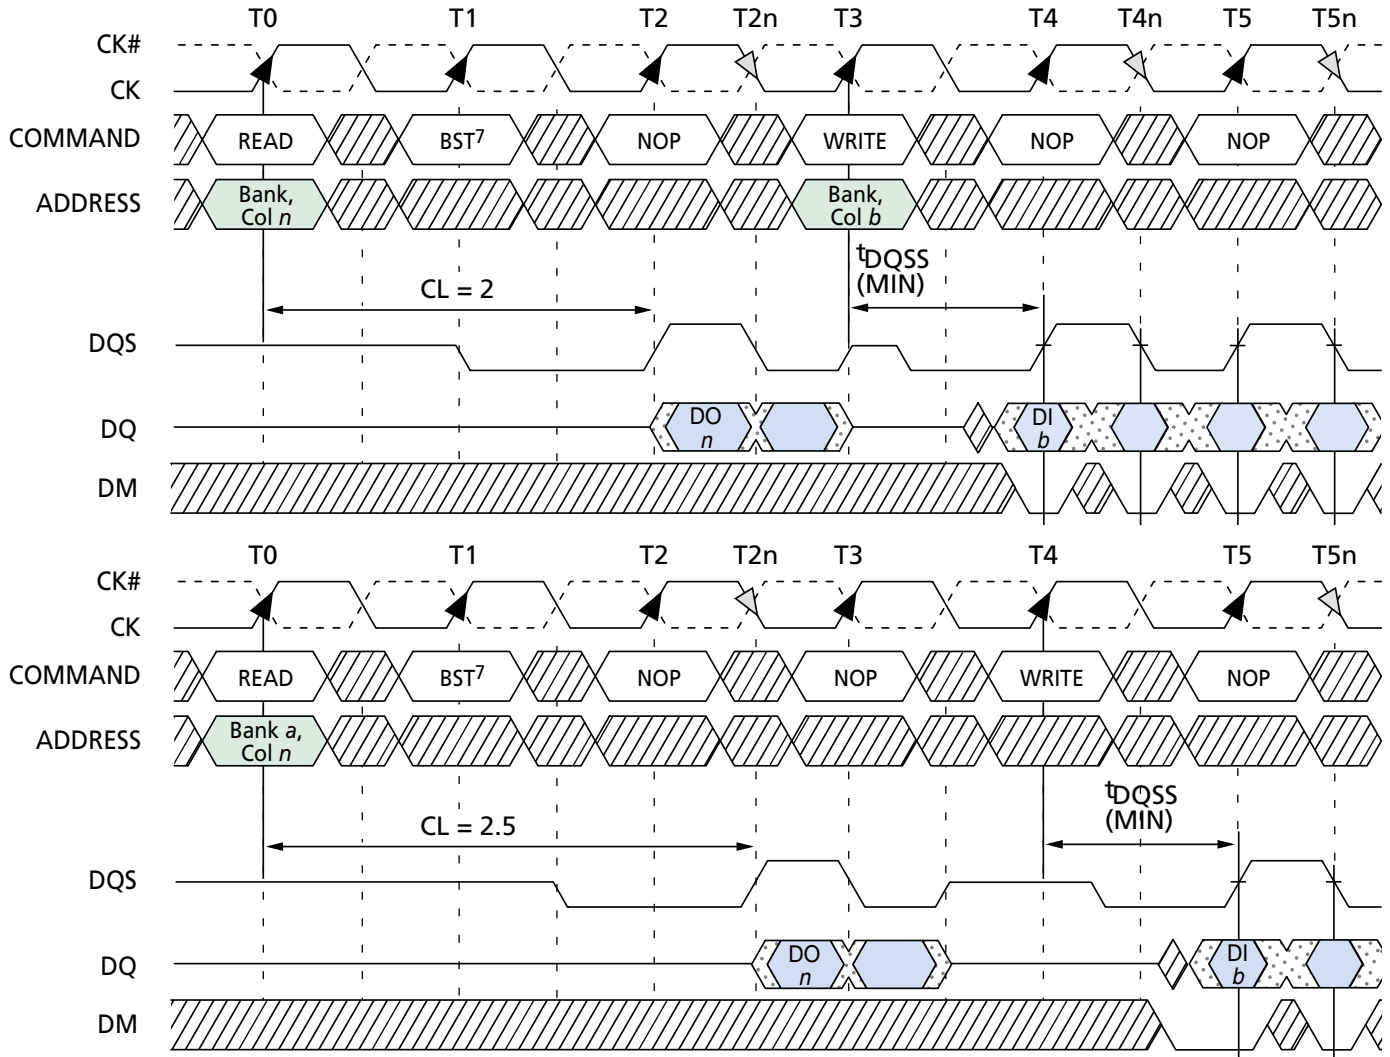 T0 T1 T2 T2n T3 T4 T4n T5 T5n
CK#
CK
COMMAND READ BST7 NOP WRITE NOP NOP
ADDRESS Bank, Col n Bank, Col b
tDQSS
(MIN)
CL = 2
DQS
DQ DO n DI b
DM
T0 T1 T2 T2n T3 T4 T5 T5n
CK#
CK
COMMAND READ BST7 NOP NOP WRITE NOP
ADDRESS Bank a, Col n
tDQSS
(MIN)
CL = 2.5
DQS
DQ DO n DI b
DM